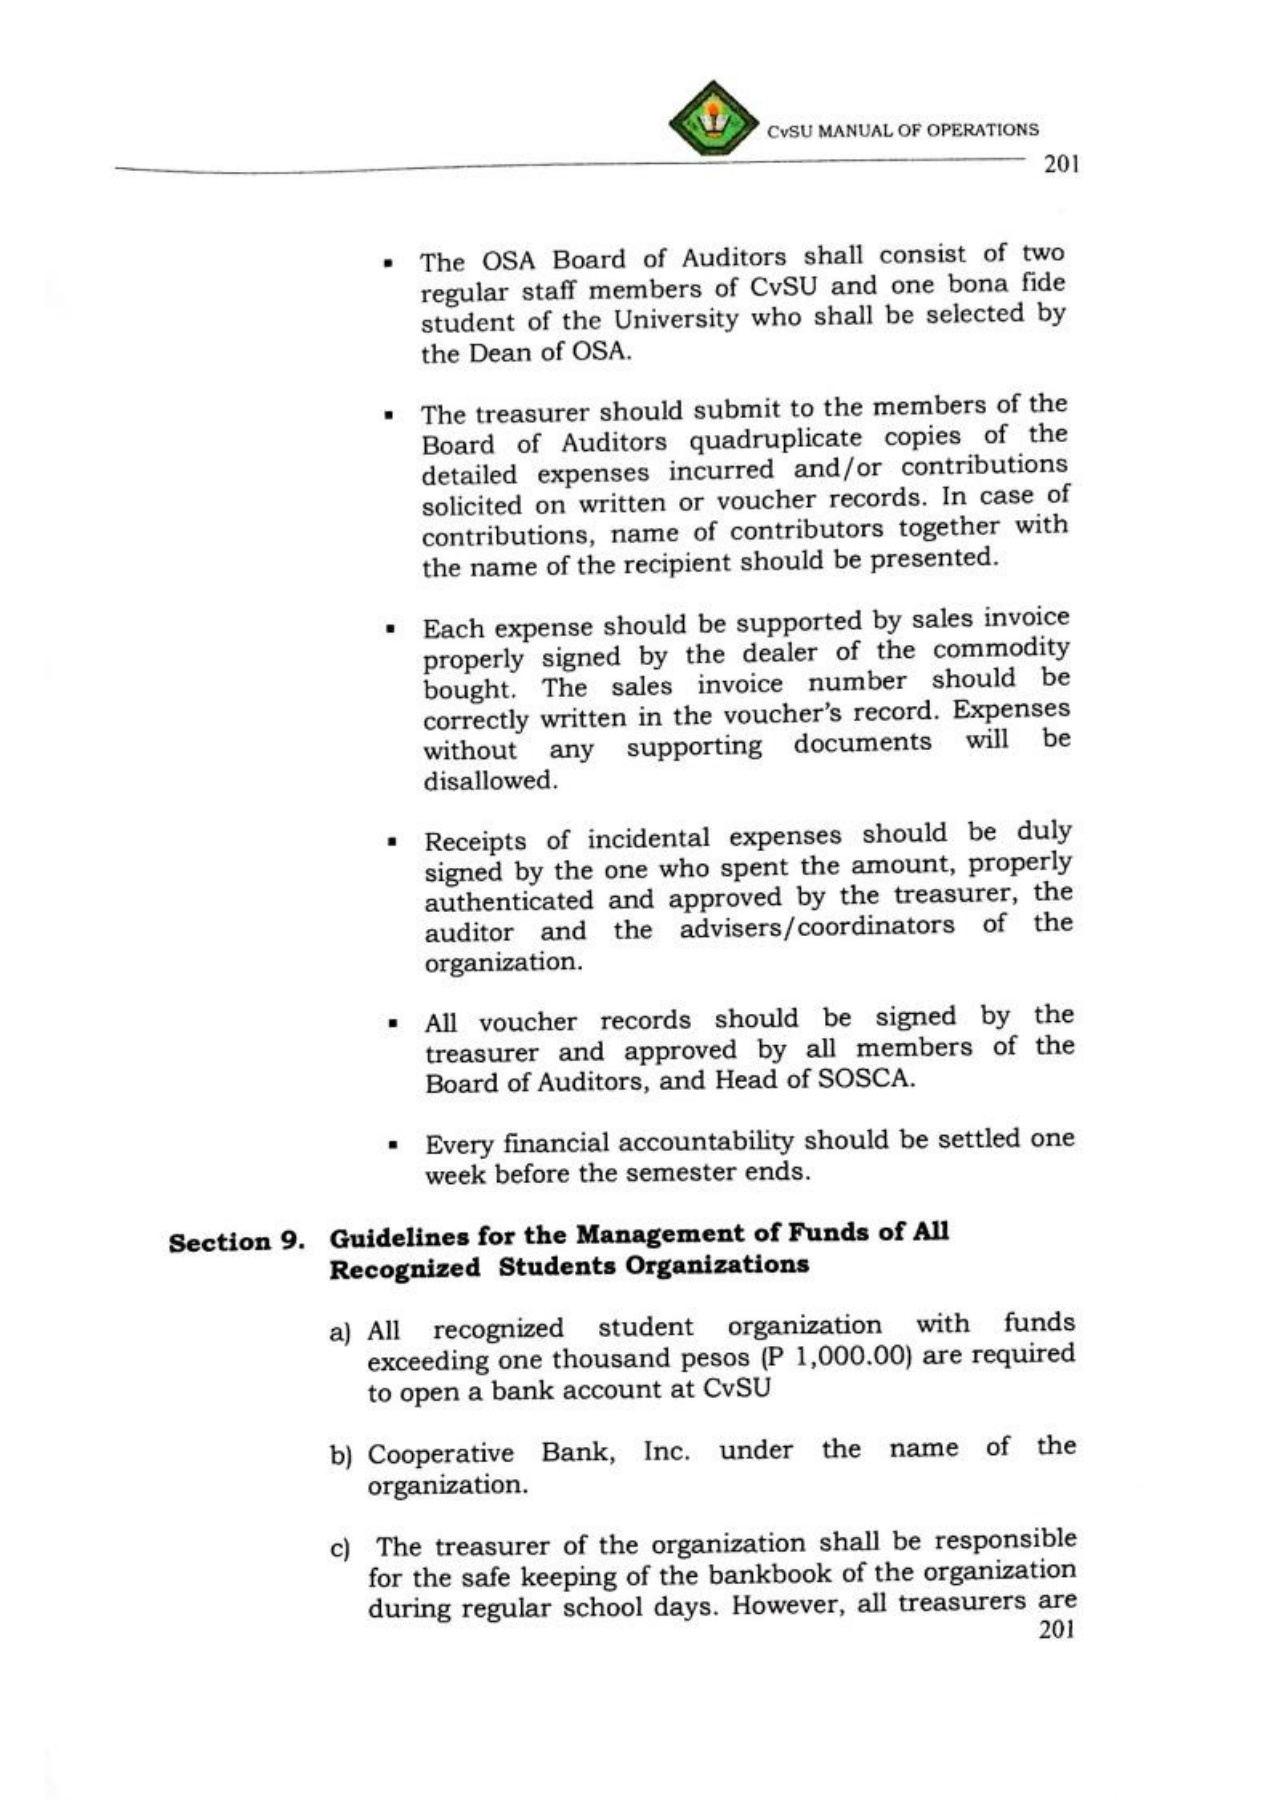 CvSU MANUAL OF OPERATIONS
201
▪ The OSA Board of Auditors shall consist of two
regular staff members of CvSU and one bona fide
student of the University who shall be selected by
the Dean of OSA.
▪ The treasurer should submit to the members of the
Board of Auditors quadruplicate copies of the
detailed expenses incurred and/or contributions
solicited on written or voucher records. In case of
contributions, name of contributors together with
the name of the recipient should be presented.
▪ Each expense should be supported by sales invoice
properly signed by the dealer of the commodity
bought. The sales invoice number should be
correctly written in the voucher's record. Expenses
without any supporting documents will be
disallowed.
▪ Receipts of incidental expenses should be duly
signed by the one who spent the amount, properly
authenticated and approved by the treasurer, the
auditor and the advisers/coordinators of the
organization.
▪ All voucher records should be signed by the
treasurer and approved by all members of the
Board of Auditors, and Head of SOSCA.
▪ Every financial accountability should be settled one
week before the semester ends.
Section 9. Guidelines for the Management of Funds of All
Recognized Students Organizations
a) All recognized student organization with funds
exceeding one thousand pesos (P 1,000.00) are required
to open a bank account at CvSU
b) Cooperative Bank, Inc. under the name of the
organization.
c) The treasurer of the organization shall be responsible
for the safe keeping of the bankbook of the organization
during regular school days. However, all treasurers are
201